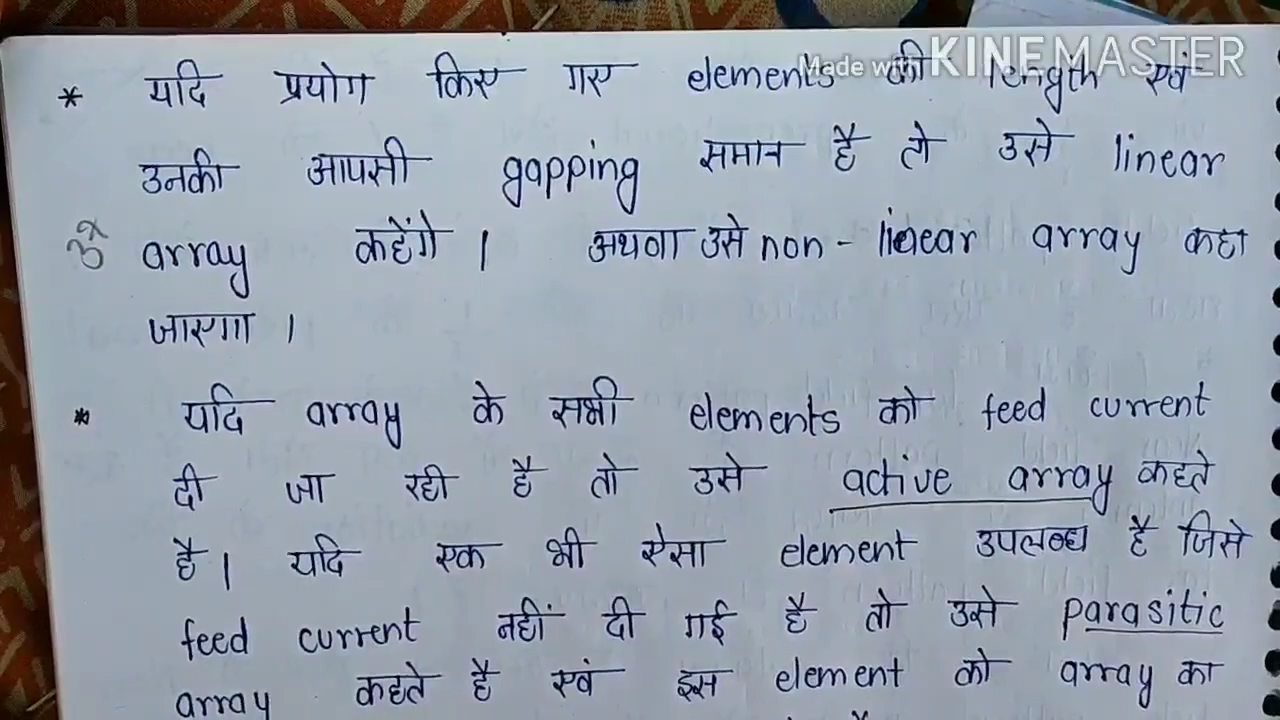 Made with KINEMASTER
* यदि प्रयोग किए गए elements की length एवं
उनकी आपसी gapping समान है तो उसे linear
array कहेंगे । अथवा उसे non - linear array कहा
जाएगा ।
* यदि array के सभी elements को feed current
दी जा रही है तो उसे active array कहते
है । यदि एक भी ऐसा element उपलब्ध है जिसे
feed current नहीं दी गई है तो उसे parasitic
array कहते है एवं इस element को array का